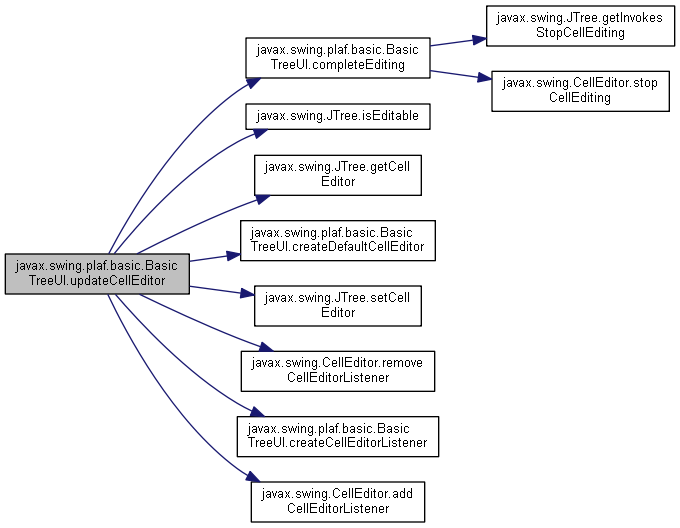 javax.swing.plaf.basic.Basic
TreeUI.updateCellEditor
javax.swing.plaf.basic.Basic
TreeUI.completeEditing
javax.swing.JTree.getInvokes
StopCellEditing
javax.swing.CellEditor.stop
CellEditing
javax.swing.JTree.isEditable
javax.swing.JTree.getCell
Editor
javax.swing.plaf.basic.Basic
TreeUI.createDefaultCellEditor
javax.swing.JTree.setCell
Editor
javax.swing.CellEditor.remove
CellEditorListener
javax.swing.plaf.basic.Basic
TreeUI.createCellEditorListener
javax.swing.CellEditor.add
CellEditorListener